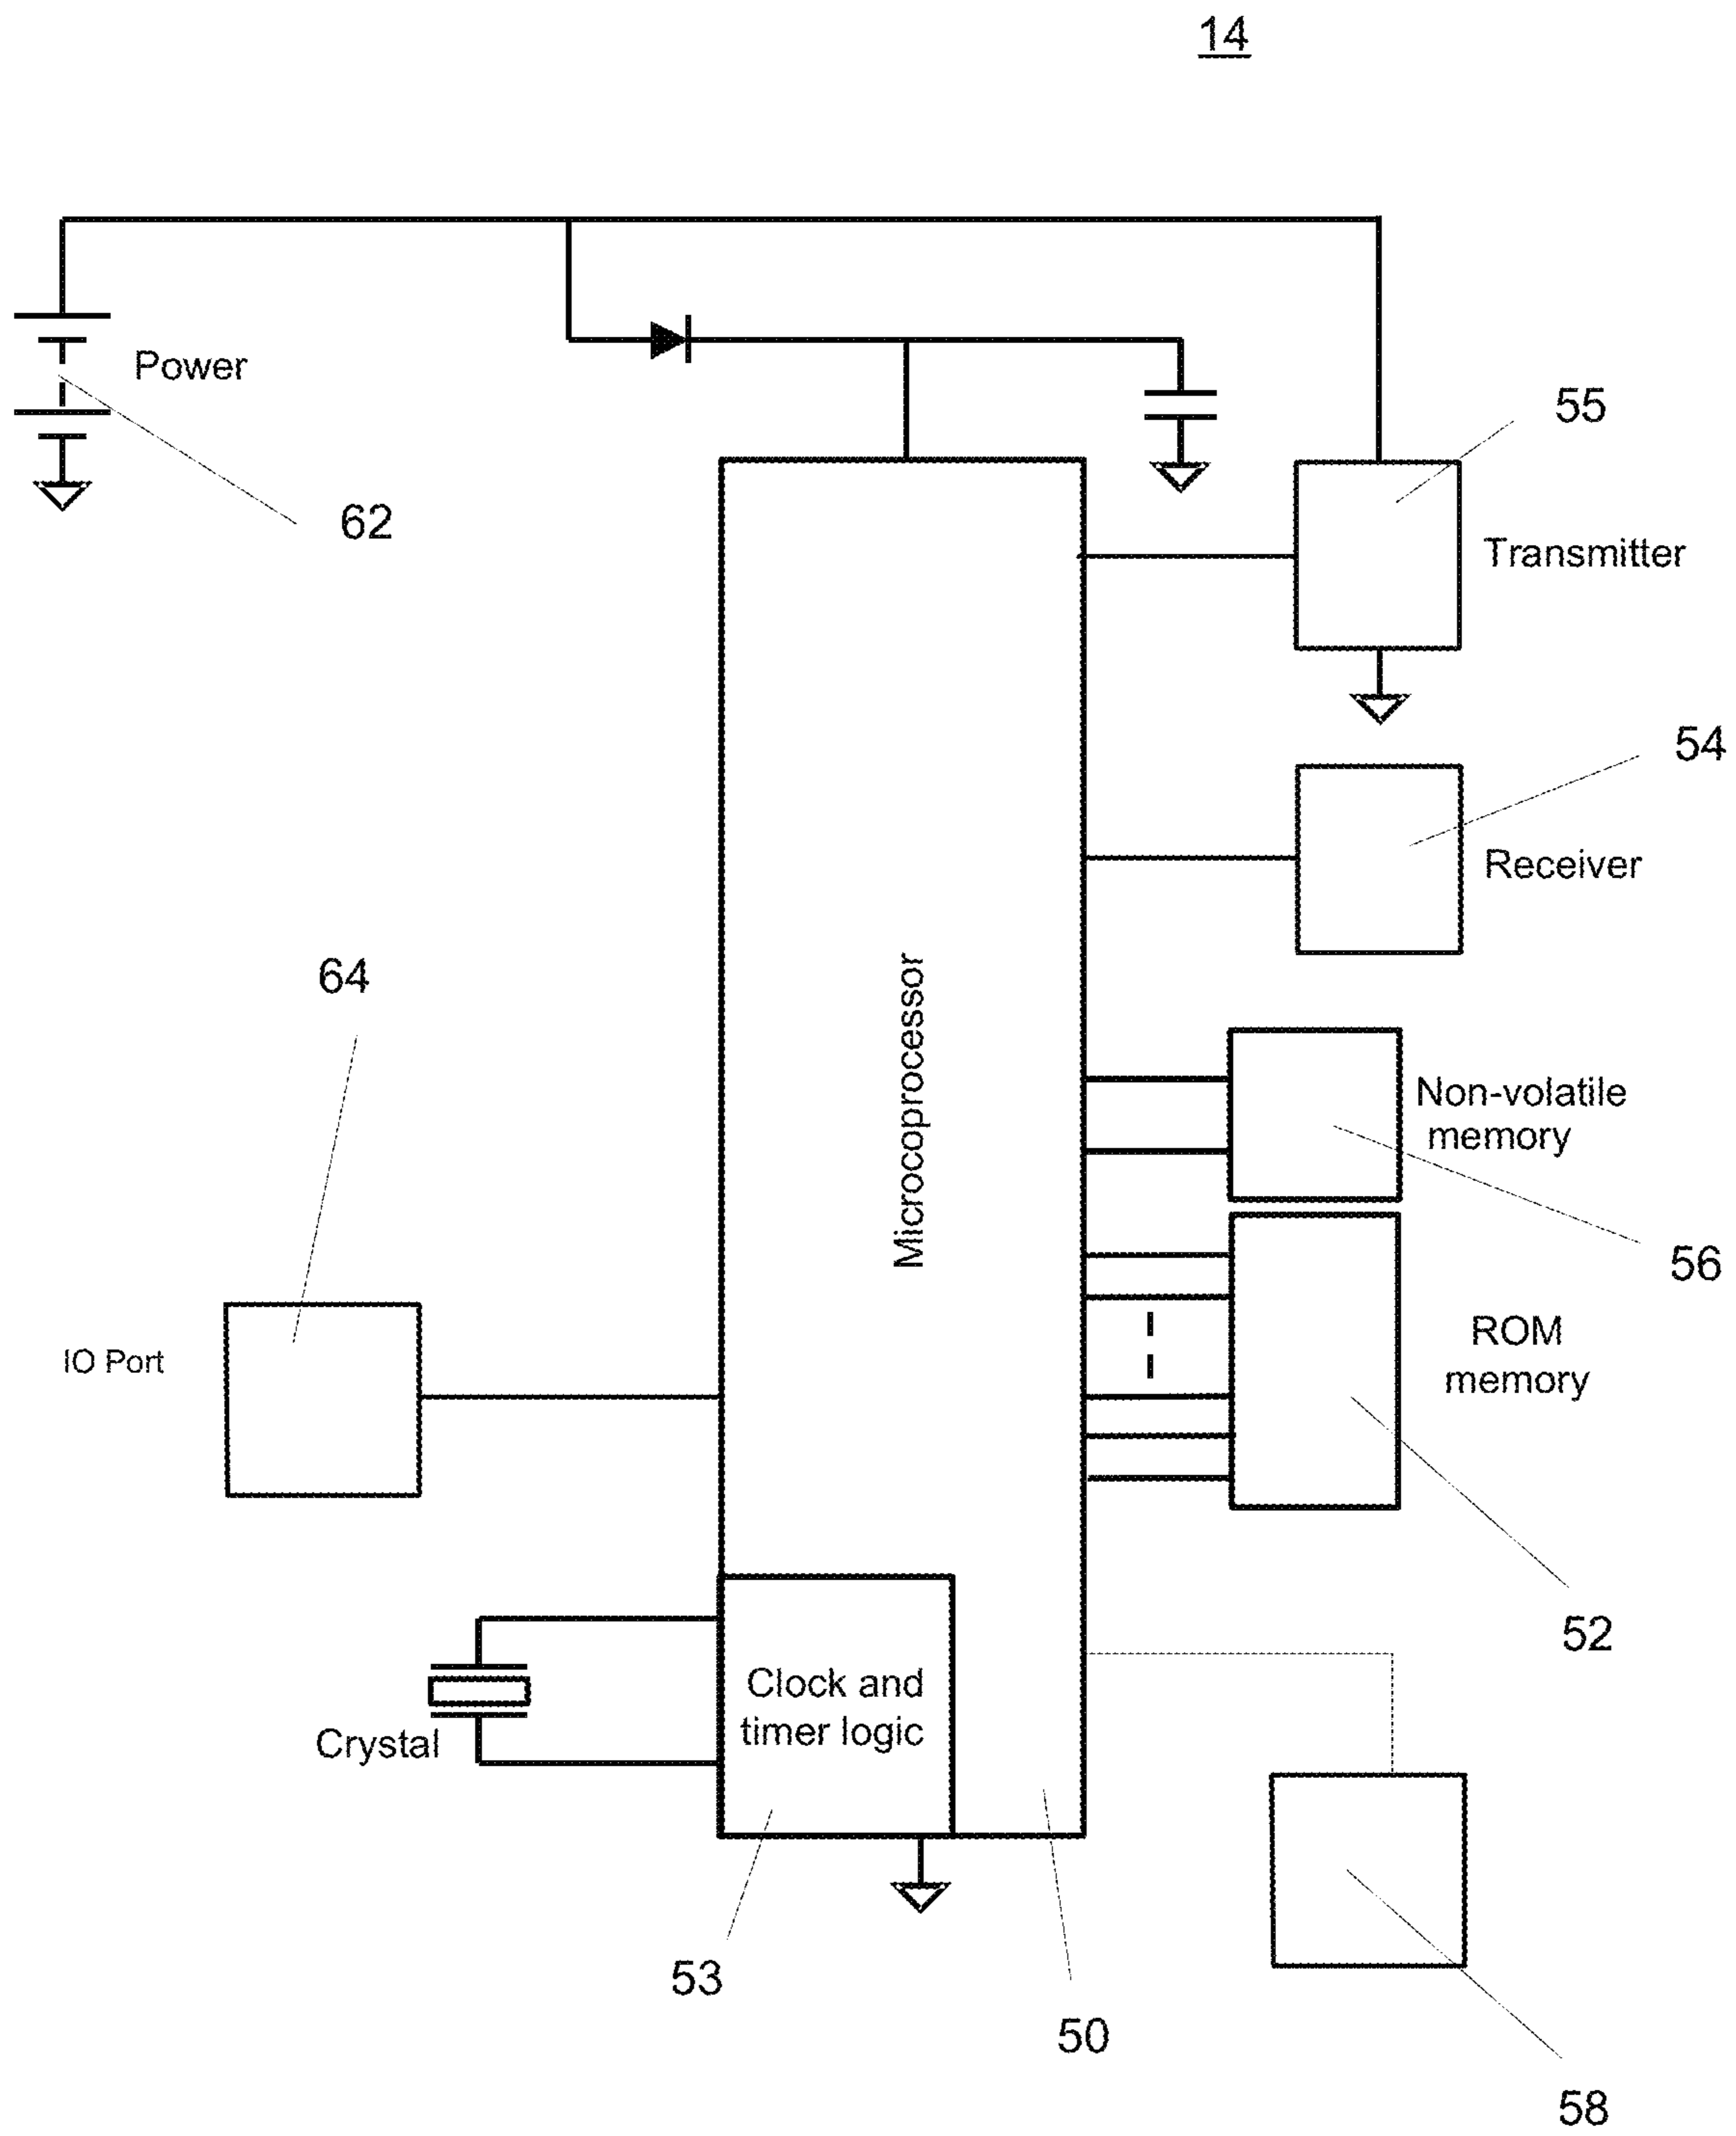 14
Power
62
55
Transmitter
54
Receiver
64
Microcoprocessor
Non-volatile
memory
56
IO Port
ROM
memory
52
Clock and
timer logic
Crystal
53
50
58